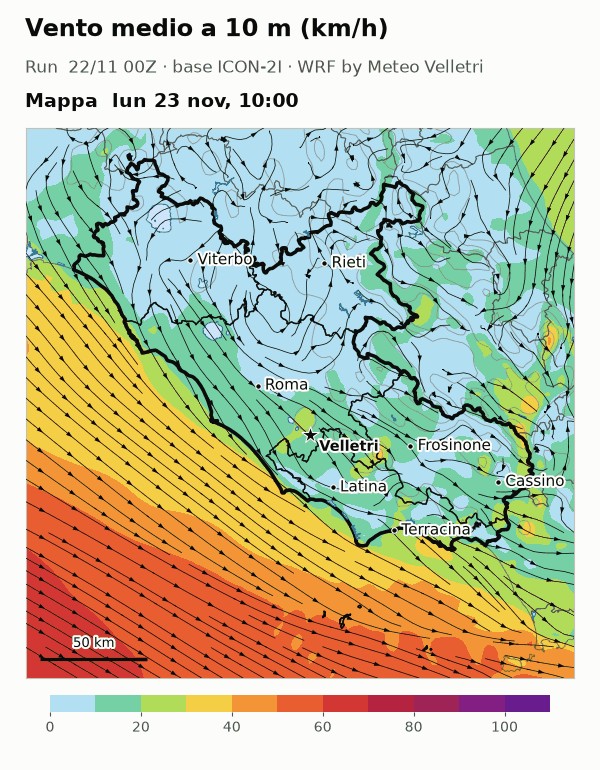 Vento medio a 10 m (km/h)
Run  22/11 00Z · base ICON-2I · WRF by Meteo Velletri
Mappa  lun 23 nov, 10:00
Viterbo
Rieti
Roma
Velletri
Frosinone
Cassino
Latina
Terracina
50 km
0 20 40 60 80 100